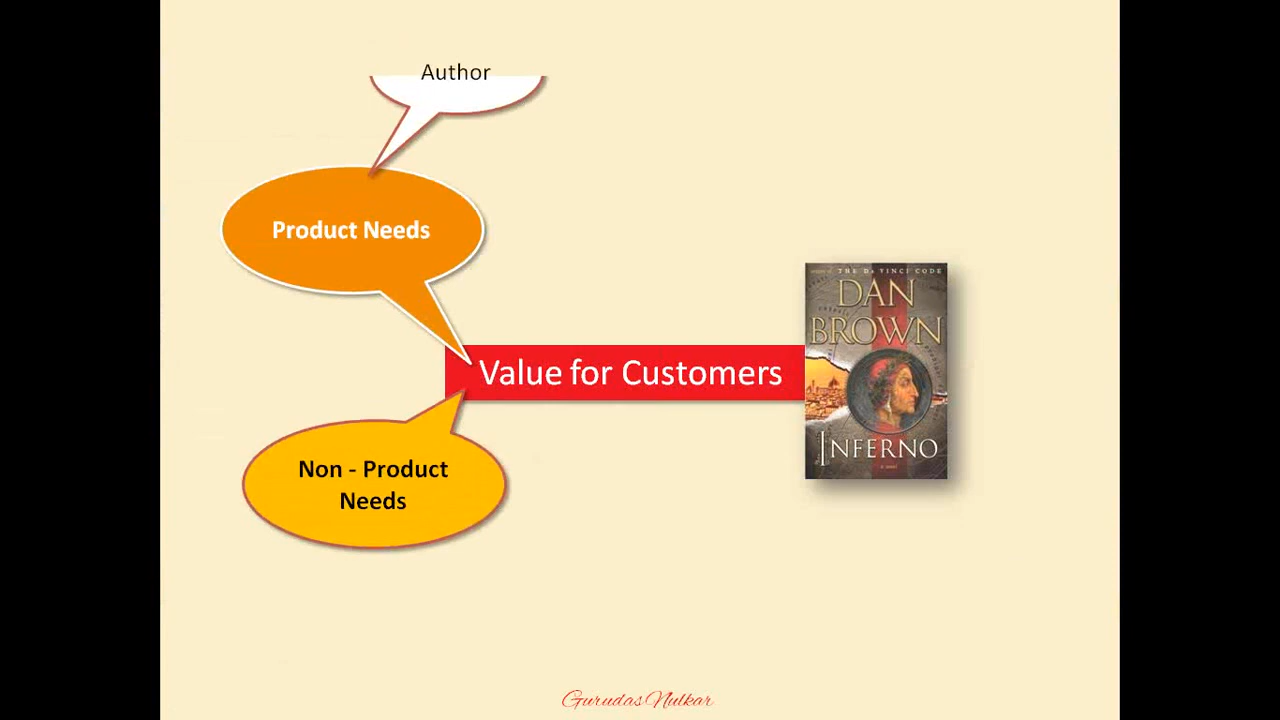 Author
Product Needs
Value for Customers
THE DA VINCI CODE
DAN
BROWN
INFERNO
Non - Product
Needs
Gurudas Nulkar